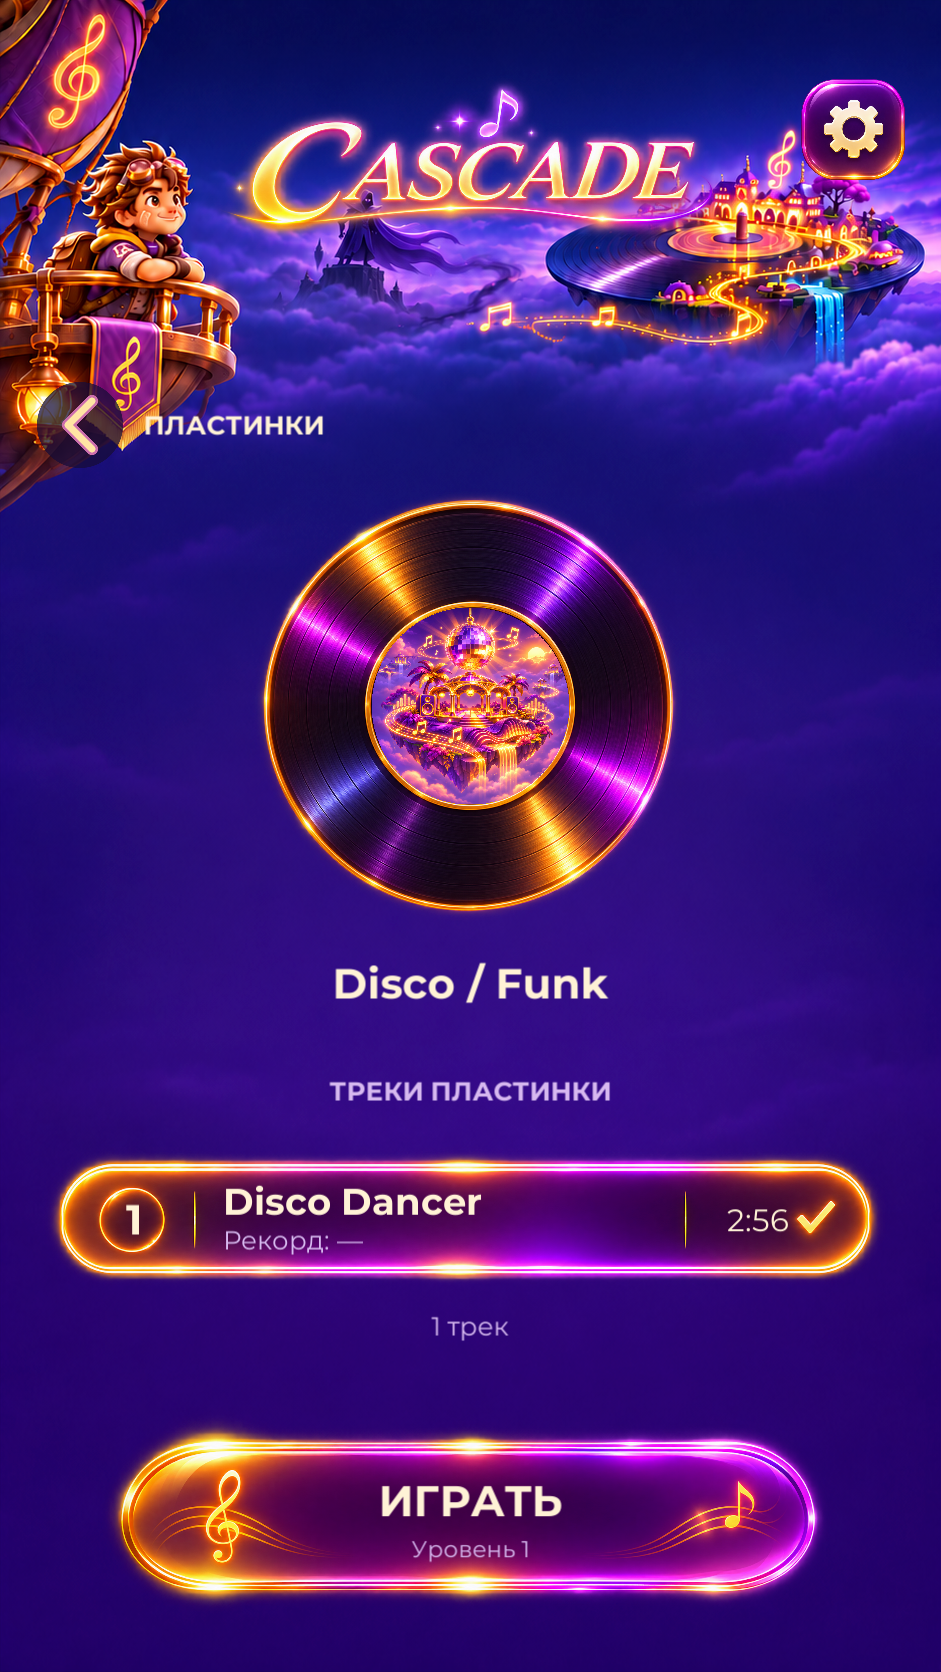 CASCADE
ПЛАСТИНКИ
Disco / Funk
ТРЕКИ ПЛАСТИНКИ
1
Disco Dancer
Рекорд: —
2:56
1 трек
ИГРАТЬ
Уровень 1